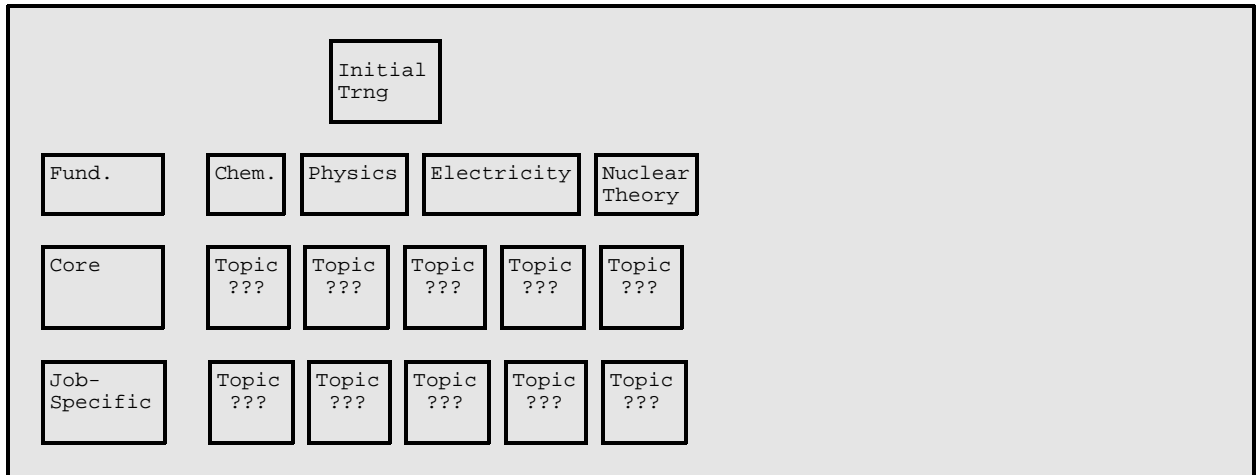 Initial
Trng
Fund.
Chem.
Physics
Electricity
Nuclear
Theory
Core
Topic
???
Topic
???
Topic
???
Topic
???
Topic
???
Job-
Specific
Topic
???
Topic
???
Topic
???
Topic
???
Topic
???